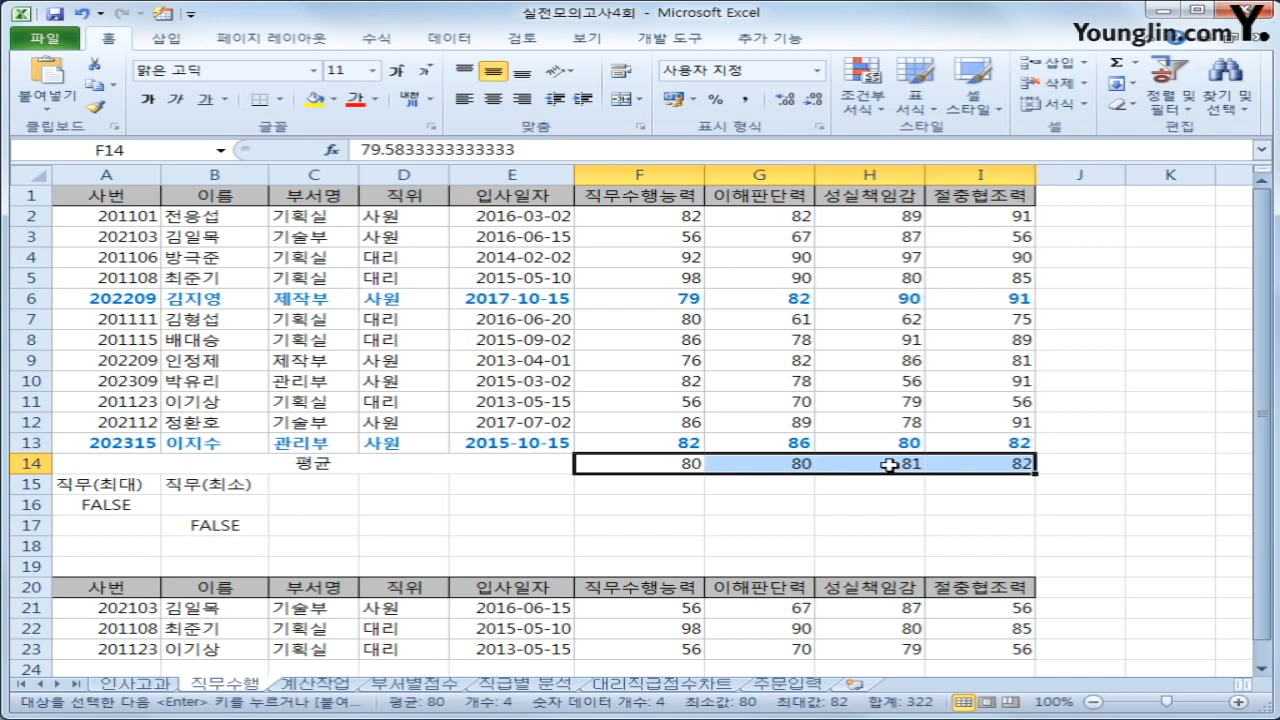 실전모의고사4회 - Microsoft Excel
Younglin.com Y.
파일 홈 삽입 페이지 레이아웃 수식 데이터 검토 보기 개발 도구 추가 기능
붙여넣기 맑은 고딕 11 가 가 가 가 가 가 내천 사용자 지정 % , 조건부 서식 표 서식 셀 스타일 삽입 삭제 서식 Σ 정렬 및 필터 찾기 및 선택
클립보드 글꼴 맞춤 표시 형식 스타일 셀 편집
F14 fx 79.5833333333333
A B C D E F G H I J K
1 사번 이름 부서명 직위 입사일자 직무수행능력 이해판단력 성실책임감 절충협조력
2 201101 전응섭 기획실 사원 2016-03-02 82 82 89 91
3 202103 김일목 기술부 사원 2016-06-15 56 67 87 56
4 201106 방극준 기획실 대리 2014-02-02 92 90 97 90
5 201108 최준기 기획실 대리 2015-05-10 98 90 80 85
6 202209 김지영 제작부 사원 2017-10-15 79 82 90 91
7 201111 김형섭 기획실 대리 2016-06-20 80 61 62 75
8 201115 배대승 기획실 대리 2015-09-02 86 78 91 89
9 202209 인정제 제작부 사원 2013-04-01 76 82 86 81
10 202309 박유리 관리부 사원 2015-03-02 82 78 56 91
11 201123 이기상 기획실 대리 2013-05-15 56 70 79 56
12 202112 정환호 기술부 사원 2017-07-02 86 89 78 91
13 202315 이지수 관리부 사원 2015-10-15 82 86 80 82
14 평균 80 80 81 82
15 직무(최대) 직무(최소)
16 FALSE
17 FALSE
18
19
20 사번 이름 부서명 직위 입사일자 직무수행능력 이해판단력 성실책임감 절충협조력
21 202103 김일목 기술부 사원 2016-06-15 56 67 87 56
22 201108 최준기 기획실 대리 2015-05-10 98 90 80 85
23 201123 이기상 기획실 대리 2013-05-15 56 70 79 56
24
인사고과 직무수행 계산작업 부서별점수 직급별 분석 대리직급점수차트 주문입력
대상을 선택한 다음 <Enter> 키를 누르거나 [붙여... 평균: 80 개수: 4 숫자 데이터 개수: 4 최소값: 80 최대값: 82 합계: 322 100%